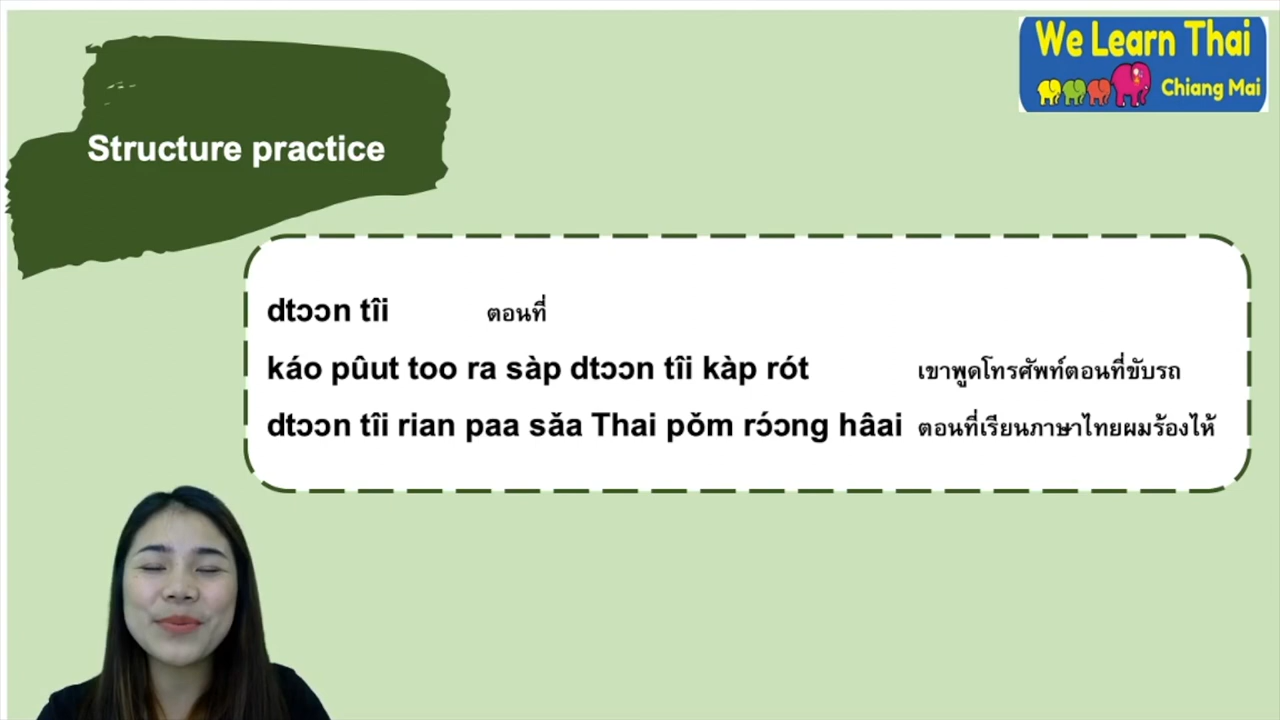 We Learn Thai
Chiang Mai
Structure practice
dtɔɔn tîi ตอนที่
káo pûut too ra sàp dtɔɔn tîi kàp rót เขาพูดโทรศัพท์ตอนที่ขับรถ
dtɔɔn tîi rian paa sǎa Thai pǒm rɔ́ɔng hâai ตอนที่เรียนภาษาไทยผมร้องไห้